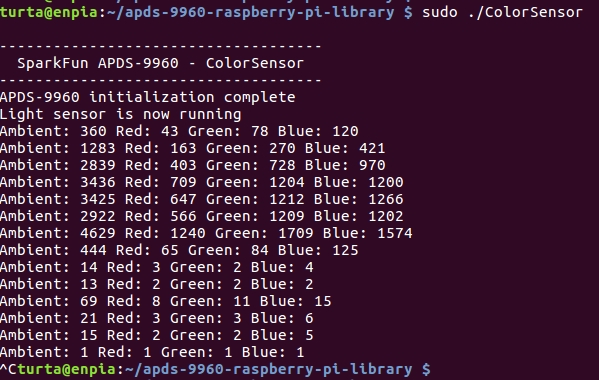 turta@enpia:~/apds-9960-raspberry-pi-library $ sudo ./ColorSensor
--------------------------------------
SparkFun APDS-9960 - ColorSensor
--------------------------------------
APDS-9960 initialization complete
Light sensor is now running
Ambient: 360 Red: 43 Green: 78 Blue: 120
Ambient: 1283 Red: 163 Green: 270 Blue: 421
Ambient: 2839 Red: 403 Green: 728 Blue: 970
Ambient: 3436 Red: 709 Green: 1204 Blue: 1200
Ambient: 3425 Red: 647 Green: 1212 Blue: 1266
Ambient: 2922 Red: 566 Green: 1209 Blue: 1202
Ambient: 4629 Red: 1240 Green: 1709 Blue: 1574
Ambient: 444 Red: 65 Green: 84 Blue: 125
Ambient: 14 Red: 3 Green: 2 Blue: 4
Ambient: 13 Red: 2 Green: 2 Blue: 2
Ambient: 69 Red: 8 Green: 11 Blue: 15
Ambient: 21 Red: 3 Green: 3 Blue: 6
Ambient: 15 Red: 2 Green: 2 Blue: 5
Ambient: 1 Red: 1 Green: 1 Blue: 1
^Cturta@enpia:~/apds-9960-raspberry-pi-library $